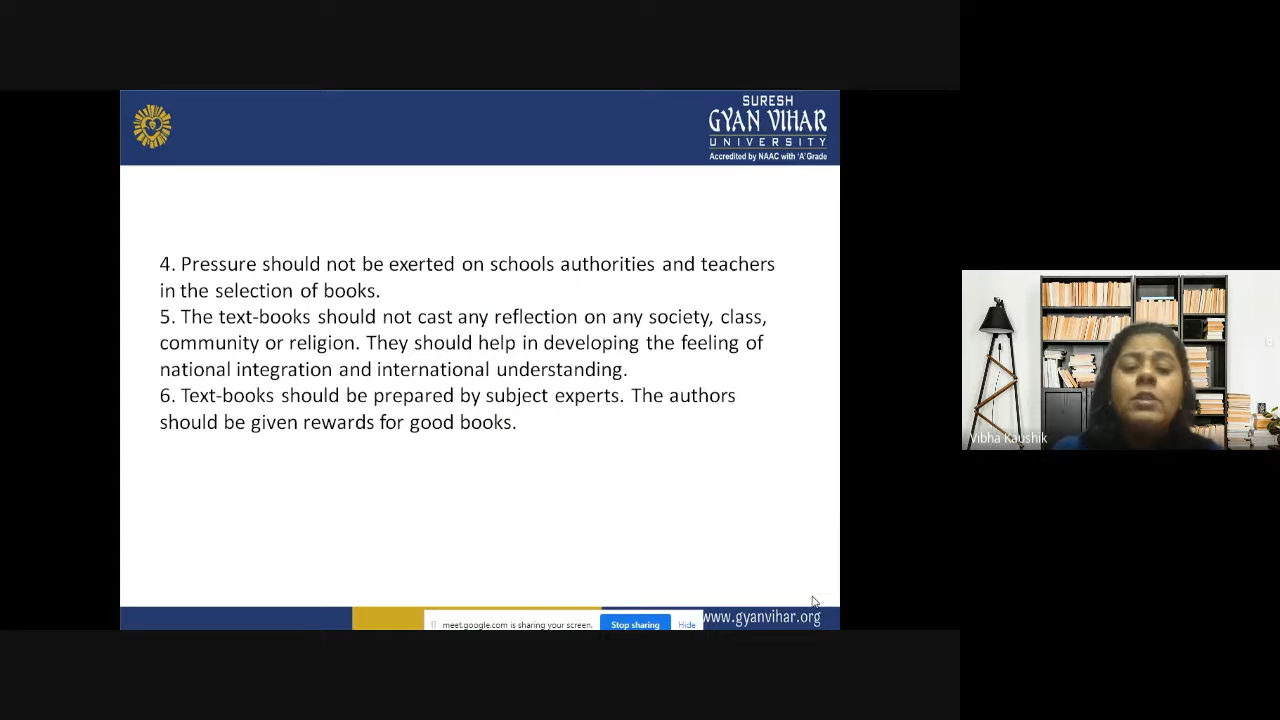 SURESH
GYAN VIHAR
UNIVERSITY
Accredited by NAAC with 'A' Grade
4. Pressure should not be exerted on schools authorities and teachers
in the selection of books.
5. The text-books should not cast any reflection on any society, class,
community or religion. They should help in developing the feeling of
national integration and international understanding.
6. Text-books should be prepared by subject experts. The authors
should be given rewards for good books.
Vibha Kaushik
www.gyanvihar.org
meet.google.com is sharing your screen. Stop sharing Hide